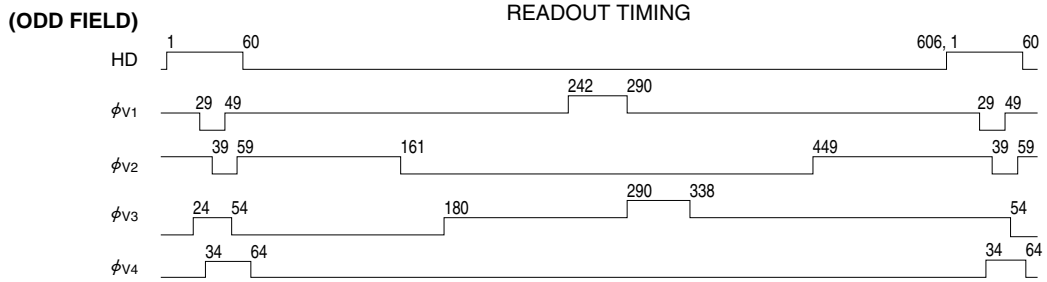 READOUT TIMING
(ODD FIELD)
HD 1 60 606, 1 60
ϕV1 29 49 242 290 29 49
ϕV2 39 59 161 449 39 59
ϕV3 24 54 180 290 338 54
ϕV4 34 64 34 64